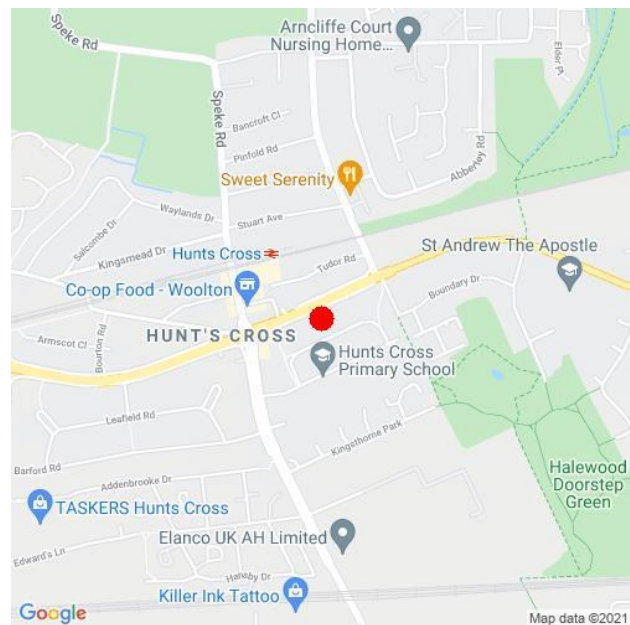 Speke Rd
Arncliffe Court
Nursing Home...
Elder Pl
Speke Rd
Bancroft Cl
Pinfold Rd
Abberley Rd
Sweet Serenity
Waylands Dr
Salcombe Dr
Stuart Ave
Kingsmead Dr
Hunts Cross
Tudor Rd
St Andrew The Apostle
Co-op Food - Woolton
Boundary Dr
HUNT'S CROSS
Armscot Cl
Bourton Rd
Hunts Cross
Primary School
Leafield Rd
Kingsthorne Park
Barford Rd
Addenbrooke Dr
Halewood
Doorstep
Green
TASKERS Hunts Cross
Elanco UK AH Limited
Edward's Ln
Hansby Dr
Killer Ink Tattoo
Google
Map data ©2021